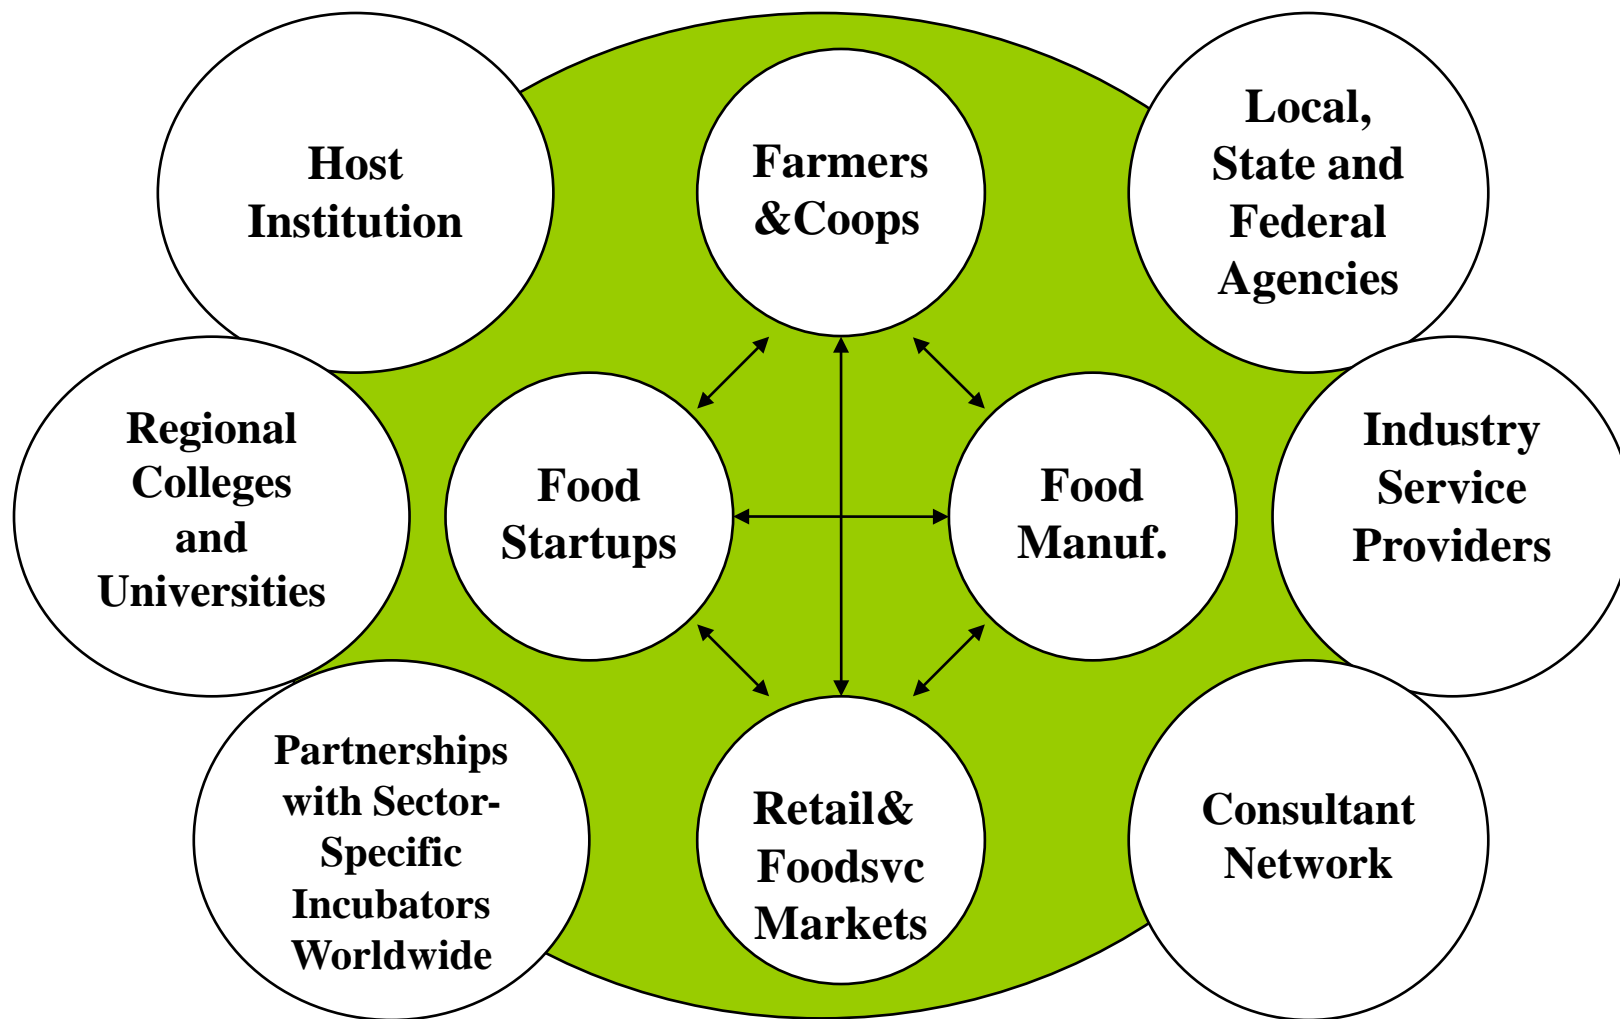 Host
Institution
Farmers
&Coops
Local,
State and
Federal
Agencies
Regional
Colleges
and
Universities
Food
Startups
Food
Manuf.
Industry
Service
Providers
Partnerships
with Sector-
Specific
Incubators
Worldwide
Retail&
Foodsvc
Markets
Consultant
Network